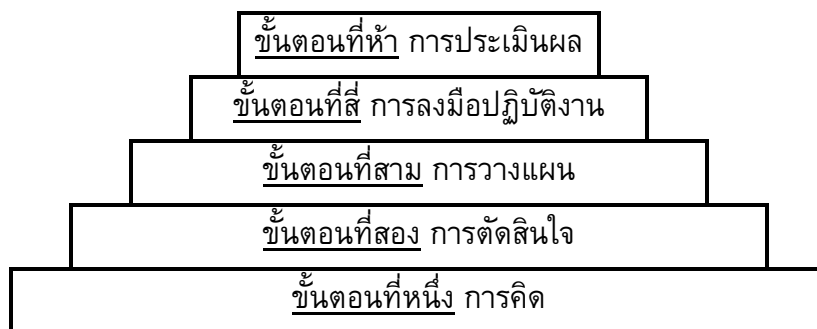 ขั้นตอนที่ห้า การประเมินผล
ขั้นตอนที่สี่ การลงมือปฏิบัติงาน
ขั้นตอนที่สาม การวางแผน
ขั้นตอนที่สอง การตัดสินใจ
ขั้นตอนที่หนึ่ง การคิด